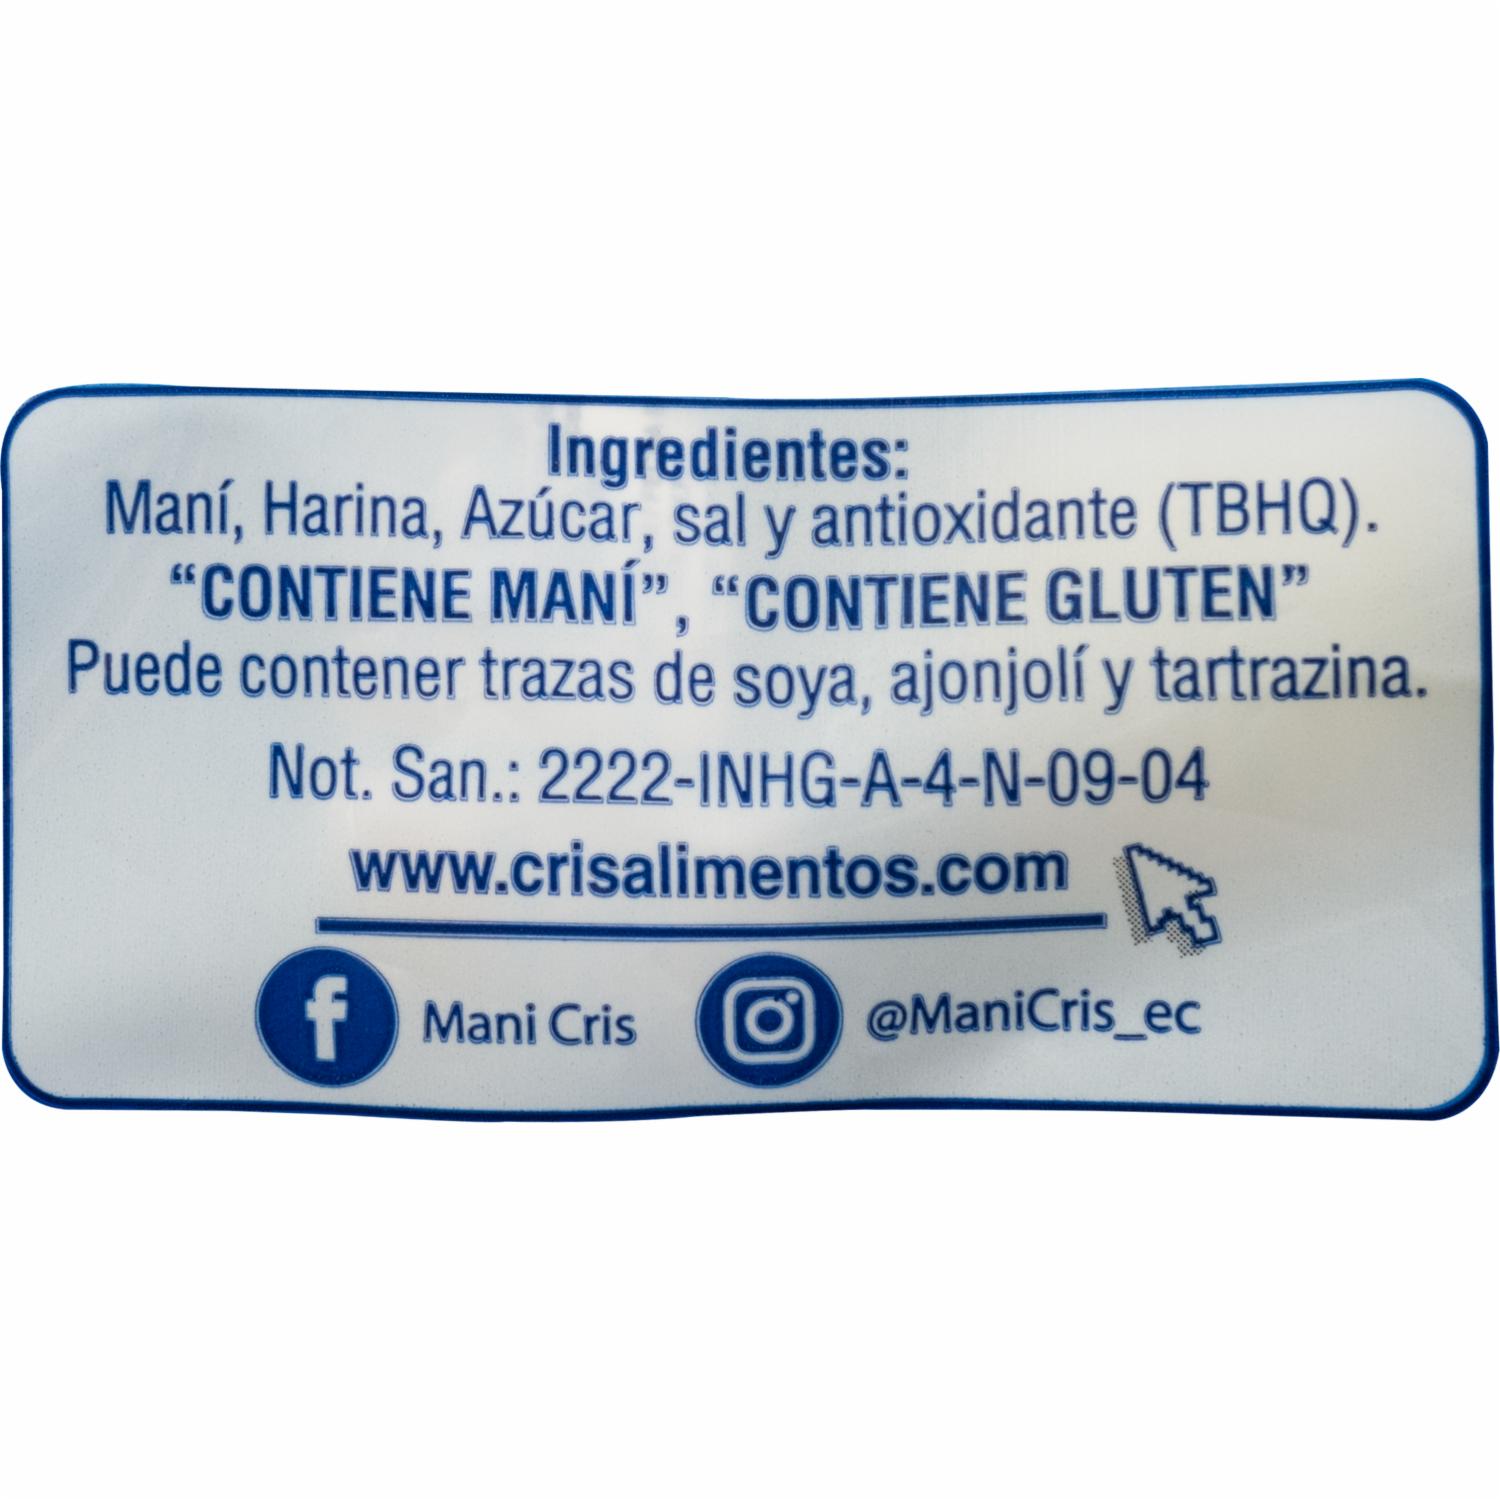 Ingredientes:
Maní, Harina, Azúcar, sal y antioxidante (TBHQ).
“CONTIENE MANÍ”, “CONTIENE GLUTEN”
Puede contener trazas de soya, ajonjolí y tartrazina.
Not. San.: 2222-INHG-A-4-N-09-04
www.crisalimentos.com
Mani Cris @ManiCris_ec